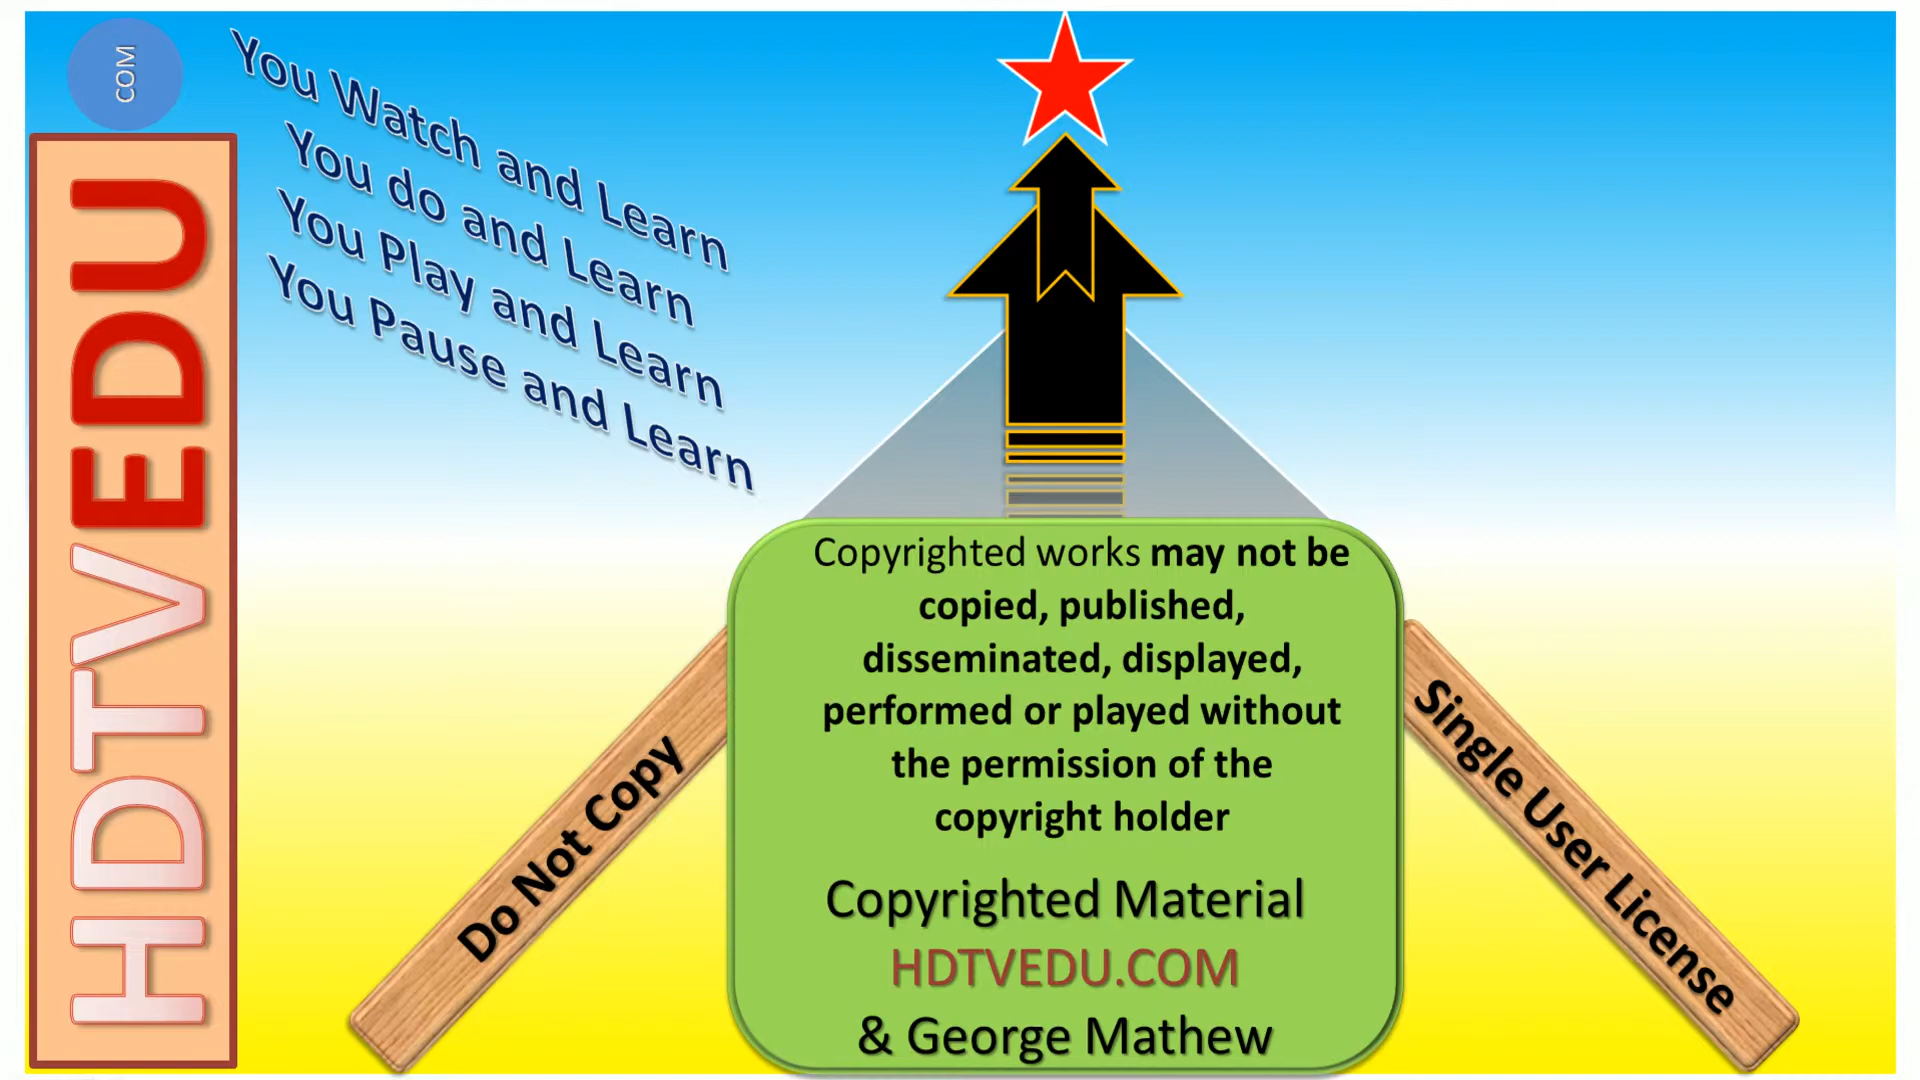 COM
HDTVEDU
You Watch and Learn
You do and Learn
You Play and Learn
You Pause and Learn
Copyrighted works may not be
copied, published,
disseminated, displayed,
performed or played without
the permission of the
copyright holder
Copyrighted Material
HDTVEDU.COM
& George Mathew
Do Not Copy
Single User License